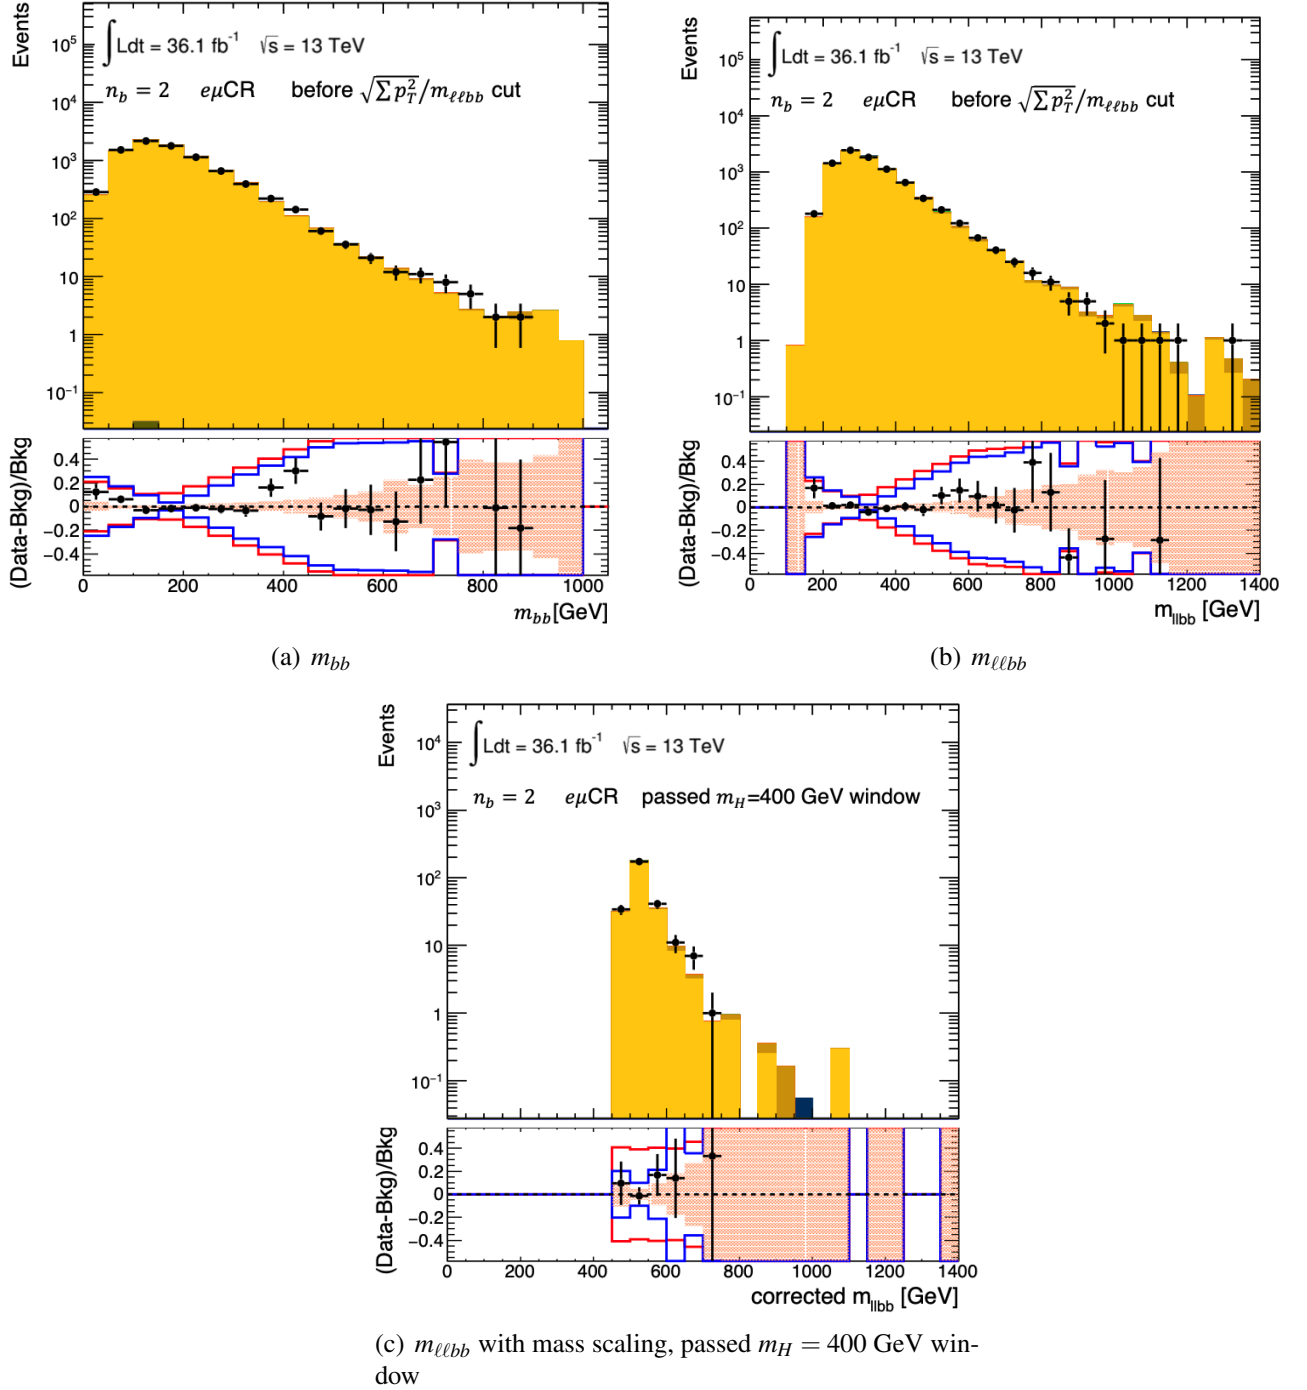 Events
10⁵
10⁴
10³
10²
10
1
10⁻¹
∫Ldt = 36.1 fb⁻¹ √s = 13 TeV
n_b = 2 eμCR before √∑p_T²/m_ℓℓbb cut
(Data-Bkg)/Bkg
0.4
0.2
0
−0.2
−0.4
0 200 400 600 800 1000
m_bb[GeV]
(a) m_bb
Events
10⁵
10⁴
10³
10²
10
1
10⁻¹
∫Ldt = 36.1 fb⁻¹ √s = 13 TeV
n_b = 2 eμCR before √∑p_T²/m_ℓℓbb cut
(Data-Bkg)/Bkg
0.4
0.2
0
−0.2
−0.4
0 200 400 600 800 1000 1200 1400
m_llbb [GeV]
(b) m_ℓℓbb
Events
10⁴
10³
10²
10
1
10⁻¹
∫Ldt = 36.1 fb⁻¹ √s = 13 TeV
n_b = 2 eμCR passed m_H=400 GeV window
(Data-Bkg)/Bkg
0.4
0.2
0
−0.2
−0.4
0 200 400 600 800 1000 1200 1400
corrected m_llbb [GeV]
(c) m_ℓℓbb with mass scaling, passed m_H = 400 GeV win-
dow